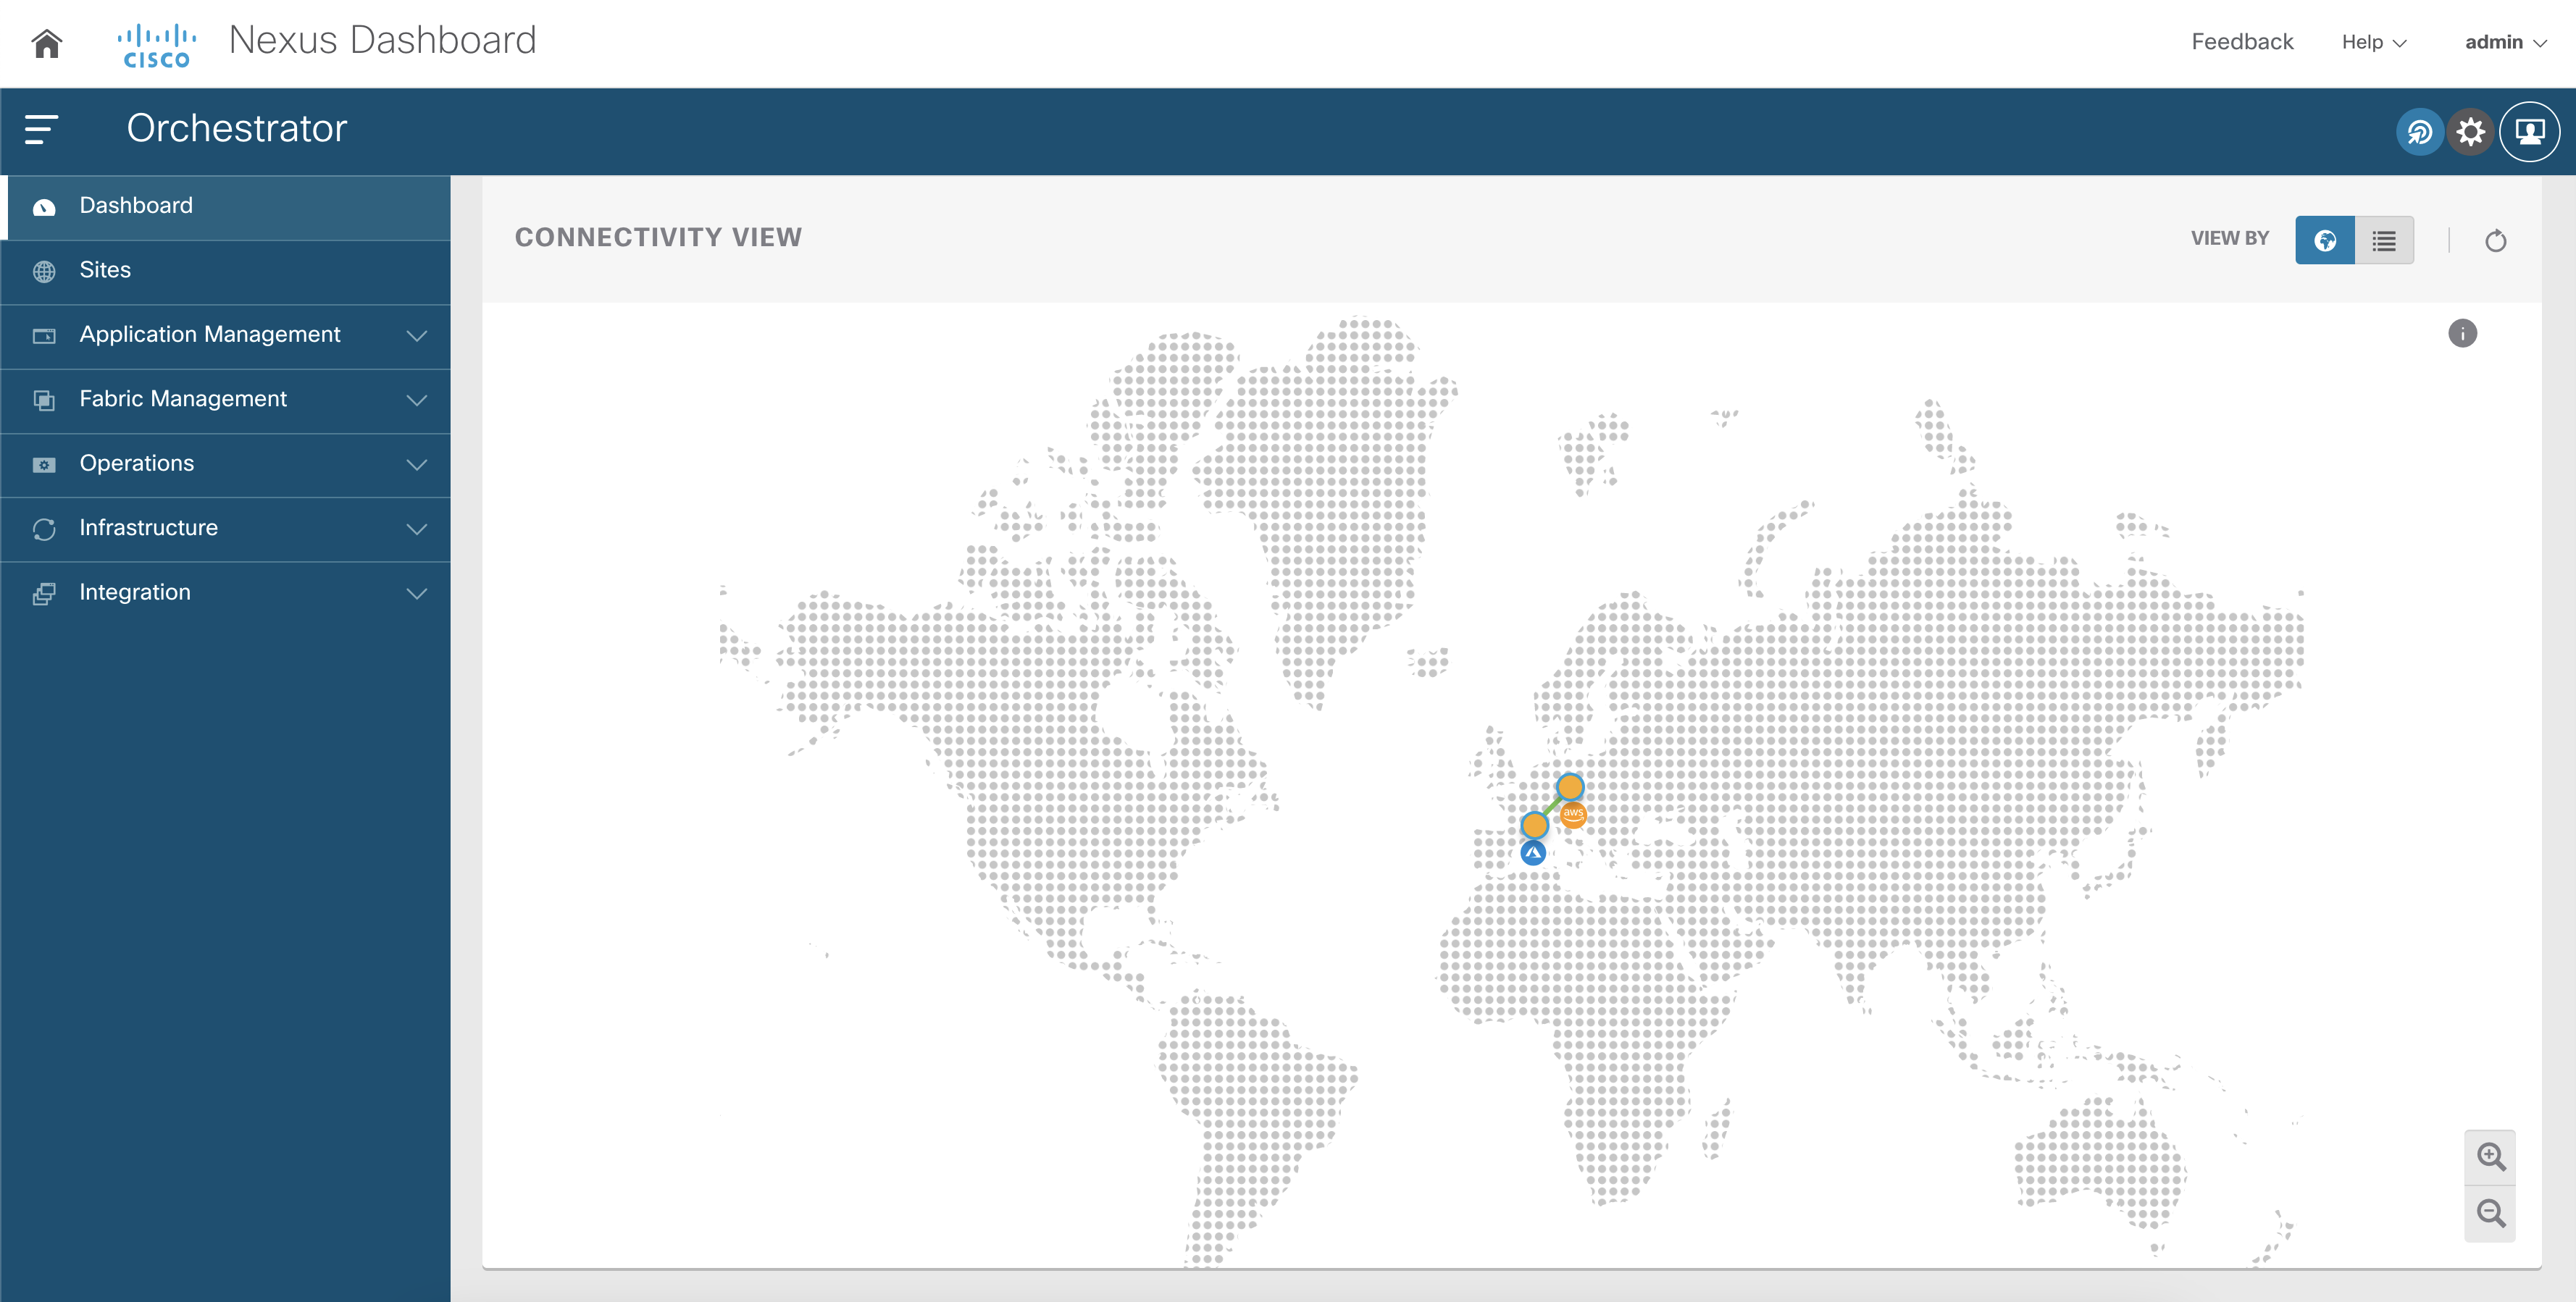 CISCO
Nexus Dashboard
Feedback
Help
admin
Orchestrator
Dashboard
Sites
Application Management
Fabric Management
Operations
Infrastructure
Integration
CONNECTIVITY VIEW
VIEW BY
i
aws